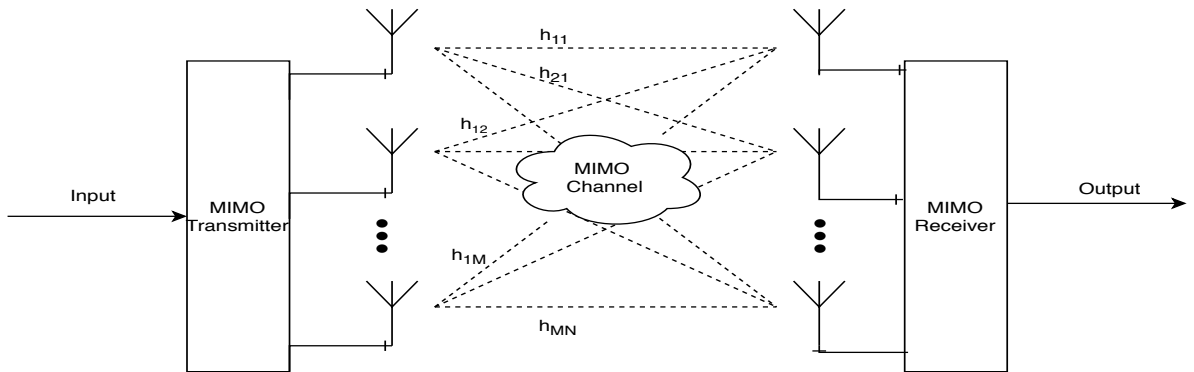 h11
h21
h12
MIMO
Channel
Input
MIMO
Transmitter
MIMO
Receiver
Output
h1M
hMN